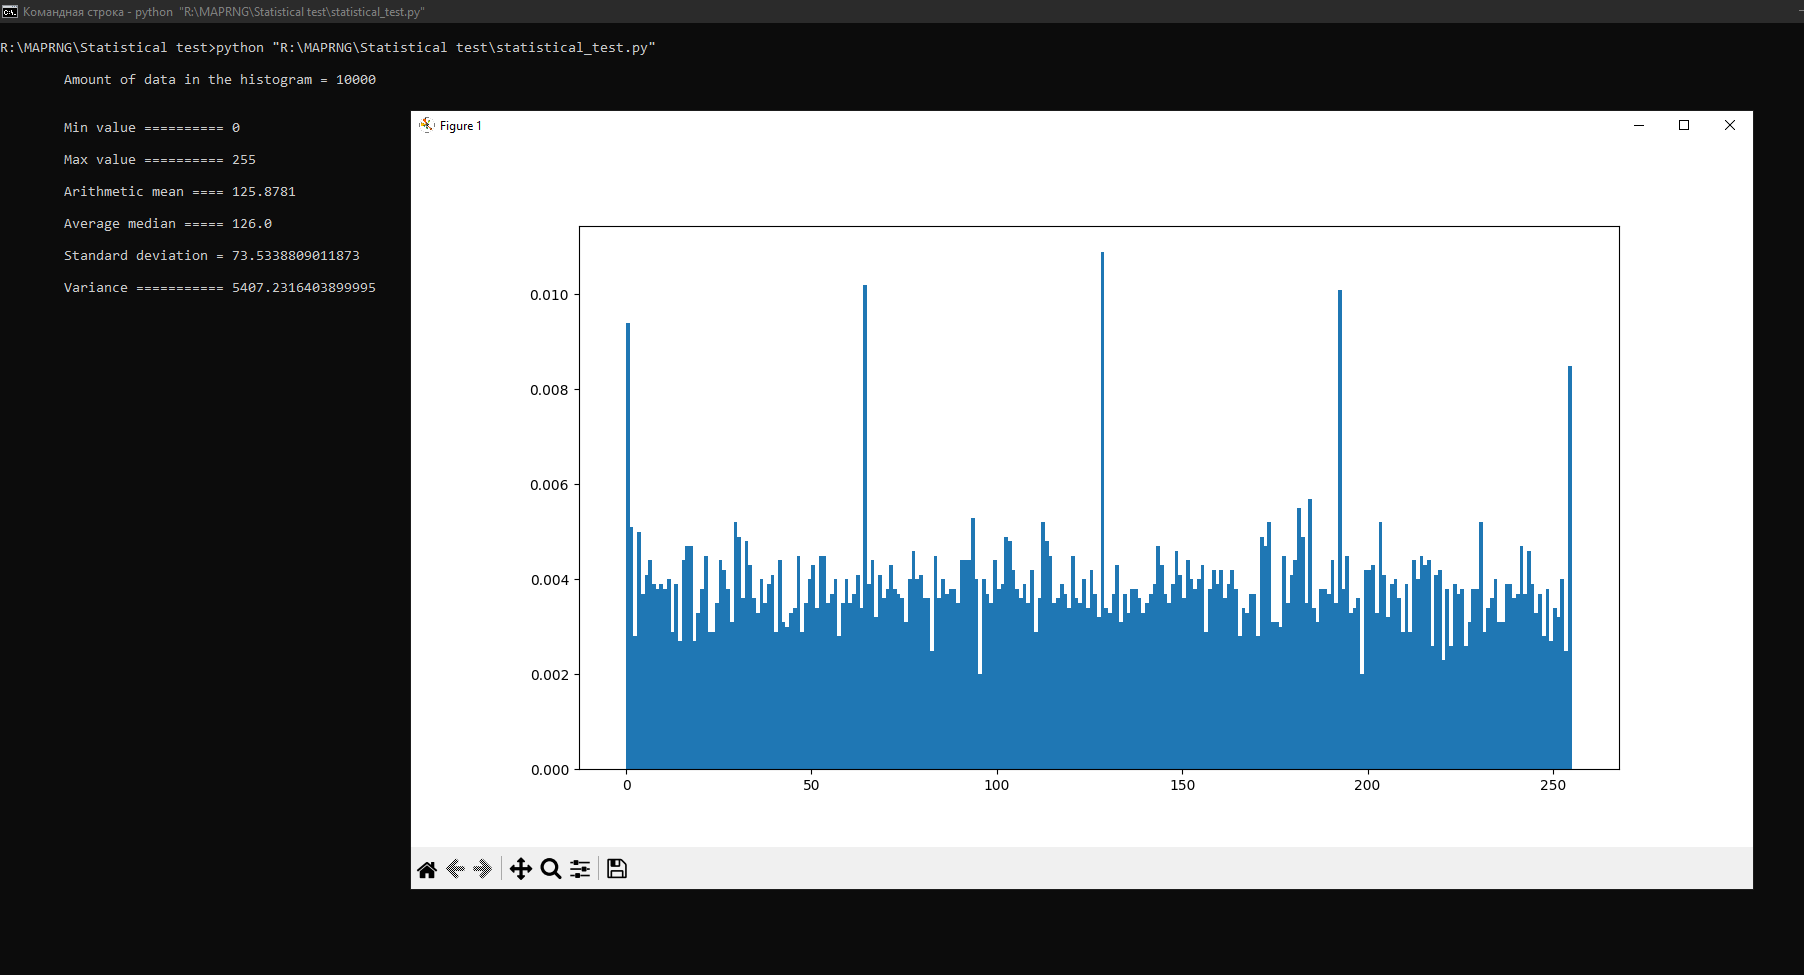 Командная строка - python  "R:\MAPRNG\Statistical test\statistical_test.py"
R:\MAPRNG\Statistical test>python "R:\MAPRNG\Statistical test\statistical_test.py"
Amount of data in the histogram = 10000
Min value ========== 0
Max value ========== 255
Arithmetic mean ==== 125.8781
Average median ===== 126.0
Standard deviation = 73.5338809011873
Variance =========== 5407.2316403899995
Figure 1
0.010
0.008
0.006
0.004
0.002
0.000
0 50 100 150 200 250